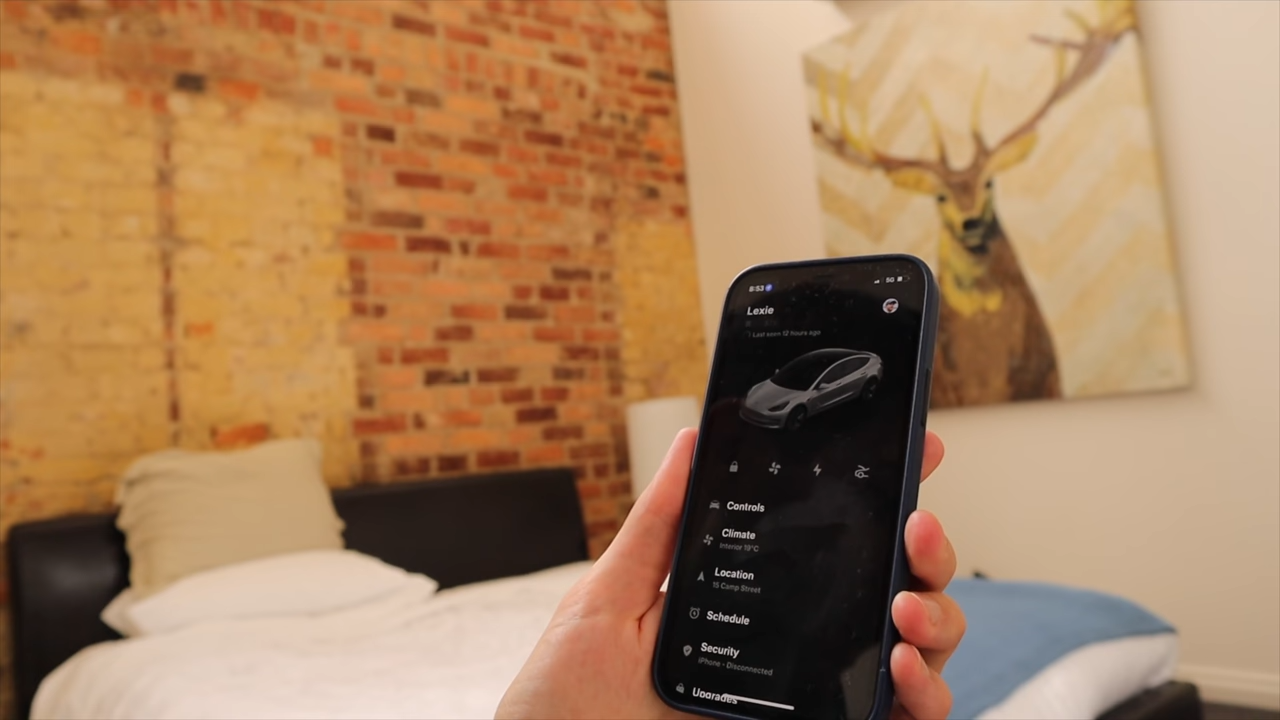 8:53
5G
Lexie
Last seen 12 hours ago
Controls
Climate
Interior 19°C
Location
15 Camp Street
Schedule
Security
iPhone - Disconnected
Upgrades